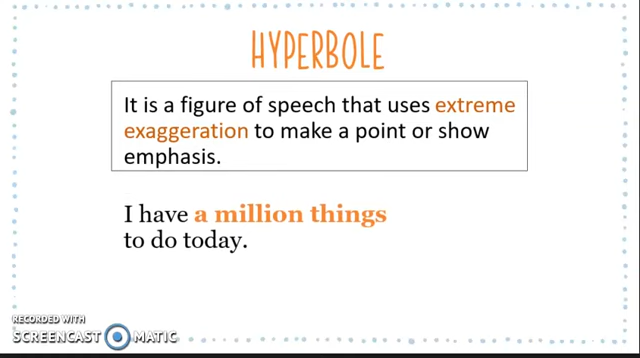 HYPERBOLE
It is a figure of speech that uses extreme
exaggeration to make a point or show
emphasis.
I have a million things
to do today.
RECORDED WITH
SCREENCAST MATIC